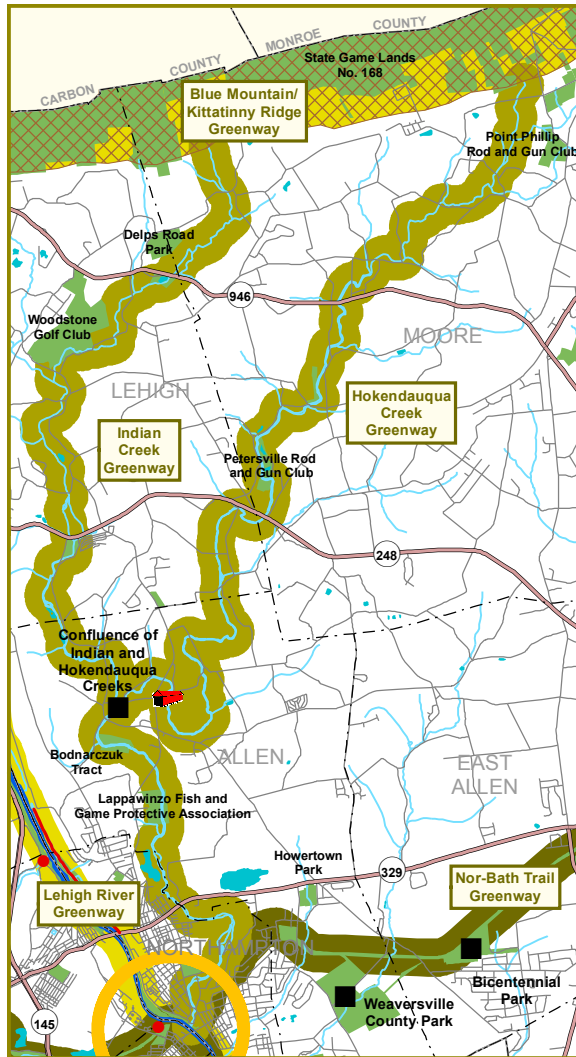 CARBON
COUNTY
MONROE
COUNTY
State Game Lands
No. 168
Blue Mountain/
Kittatinny Ridge
Greenway
Point Phillip
Rod and Gun Club
Delps Road
Park
946
Woodstone
Golf Club
MOORE
LEHIGH
Hokendauqua
Creek
Greenway
Indian
Creek
Greenway
Petersville Rod
and Gun Club
248
Confluence of
Indian and
Hokendauqua
Creeks
Bodnarczuk
Tract
ALLEN
EAST
ALLEN
Lappawinzo Fish and
Game Protective Association
Howertown
Park
329
Nor-Bath Trail
Greenway
Lehigh River
Greenway
NORTHAMPTON
Bicentennial
Park
Weaversville
County Park
145